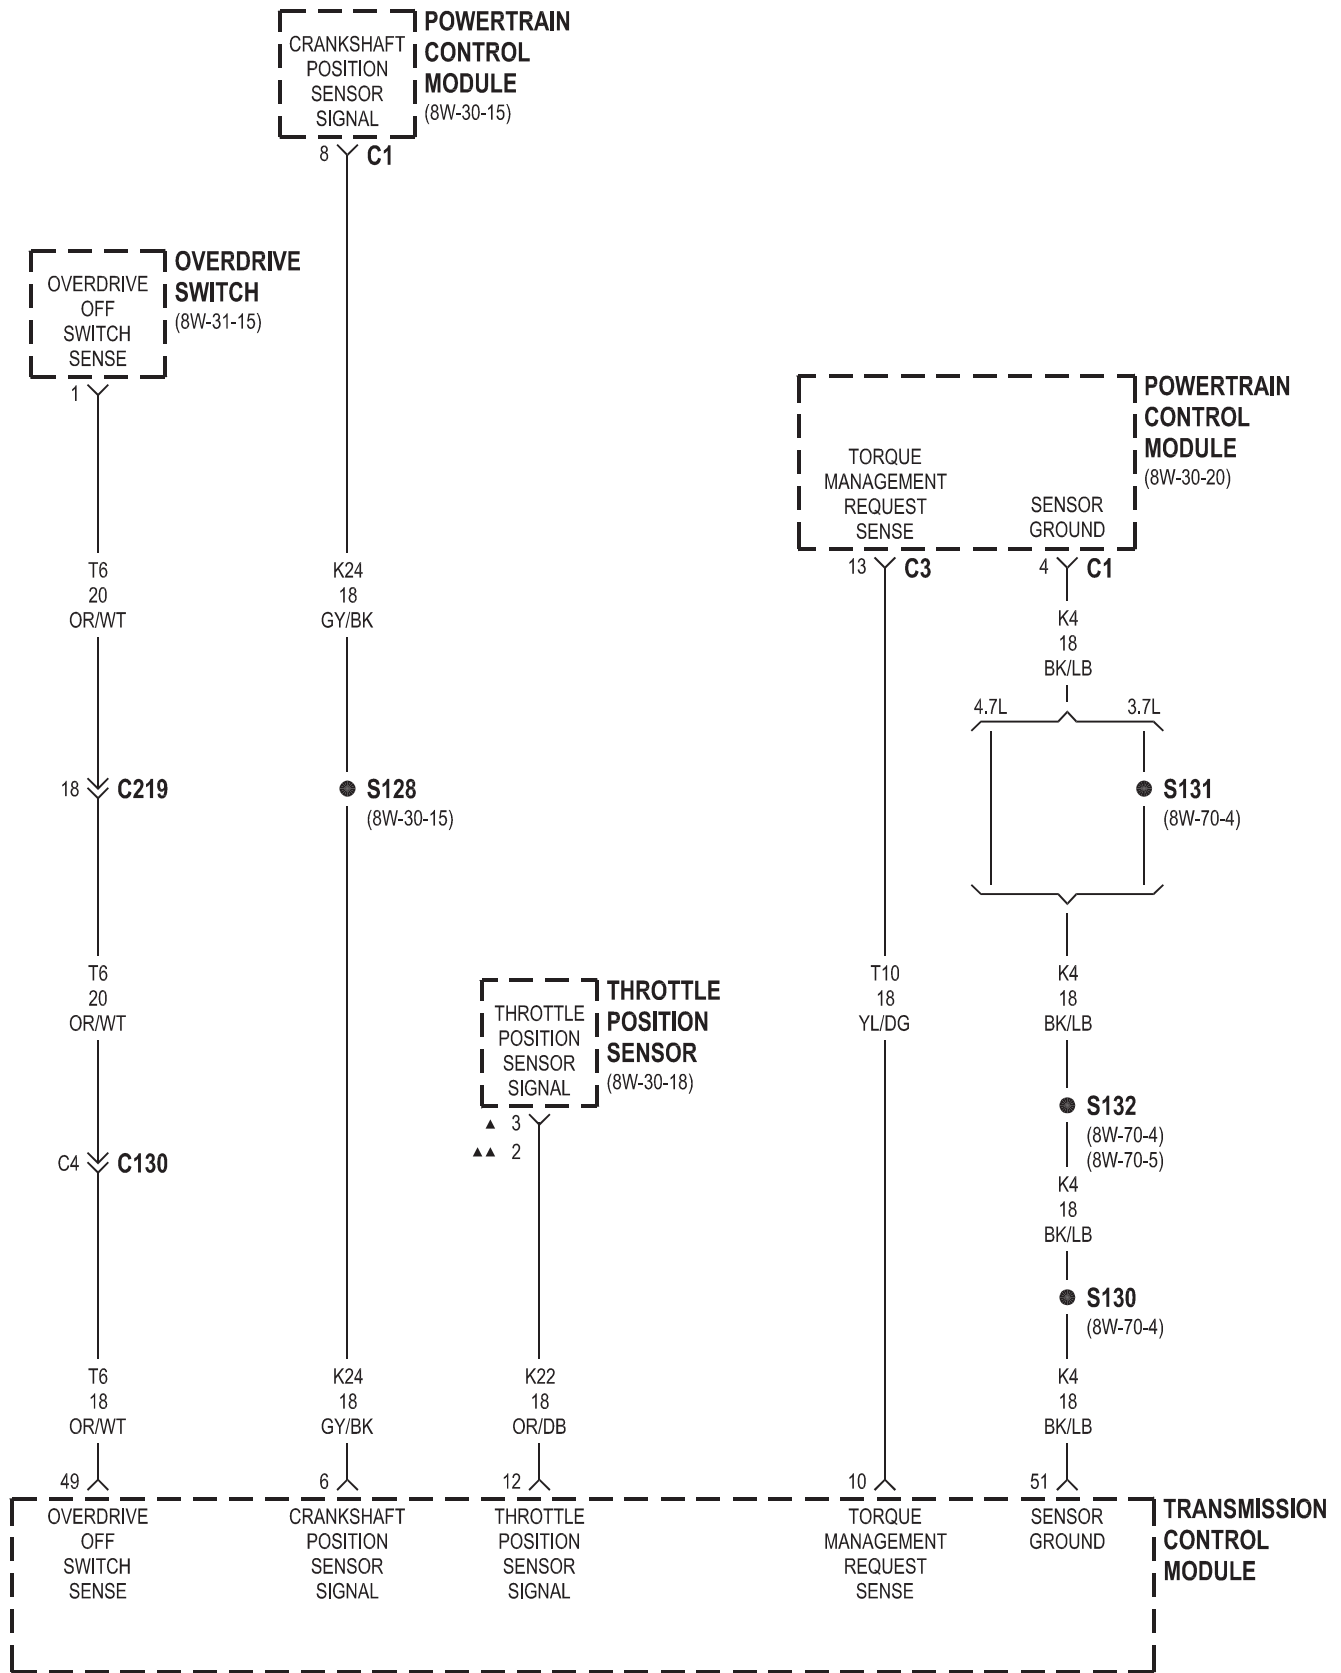 CRANKSHAFT
POSITION
SENSOR
SIGNAL
POWERTRAIN
CONTROL
MODULE
(8W-30-15)
8
C1
OVERDRIVE
OFF
SWITCH
SENSE
OVERDRIVE
SWITCH
(8W-31-15)
1
TORQUE
MANAGEMENT
REQUEST
SENSE
SENSOR
GROUND
POWERTRAIN
CONTROL
MODULE
(8W-30-20)
13
C3
4
C1
T6
20
OR/WT
K24
18
GY/BK
K4
18
BK/LB
4.7L
3.7L
18
C219
S128
(8W-30-15)
S131
(8W-70-4)
T6
20
OR/WT
THROTTLE
POSITION
SENSOR
SIGNAL
THROTTLE
POSITION
SENSOR
(8W-30-18)
▲ 3
▲▲ 2
T10
18
YL/DG
K4
18
BK/LB
S132
(8W-70-4)
(8W-70-5)
C4
C130
K4
18
BK/LB
S130
(8W-70-4)
T6
18
OR/WT
K24
18
GY/BK
K22
18
OR/DB
K4
18
BK/LB
49
6
12
10
51
OVERDRIVE
OFF
SWITCH
SENSE
CRANKSHAFT
POSITION
SENSOR
SIGNAL
THROTTLE
POSITION
SENSOR
SIGNAL
TORQUE
MANAGEMENT
REQUEST
SENSE
SENSOR
GROUND
TRANSMISSION
CONTROL
MODULE